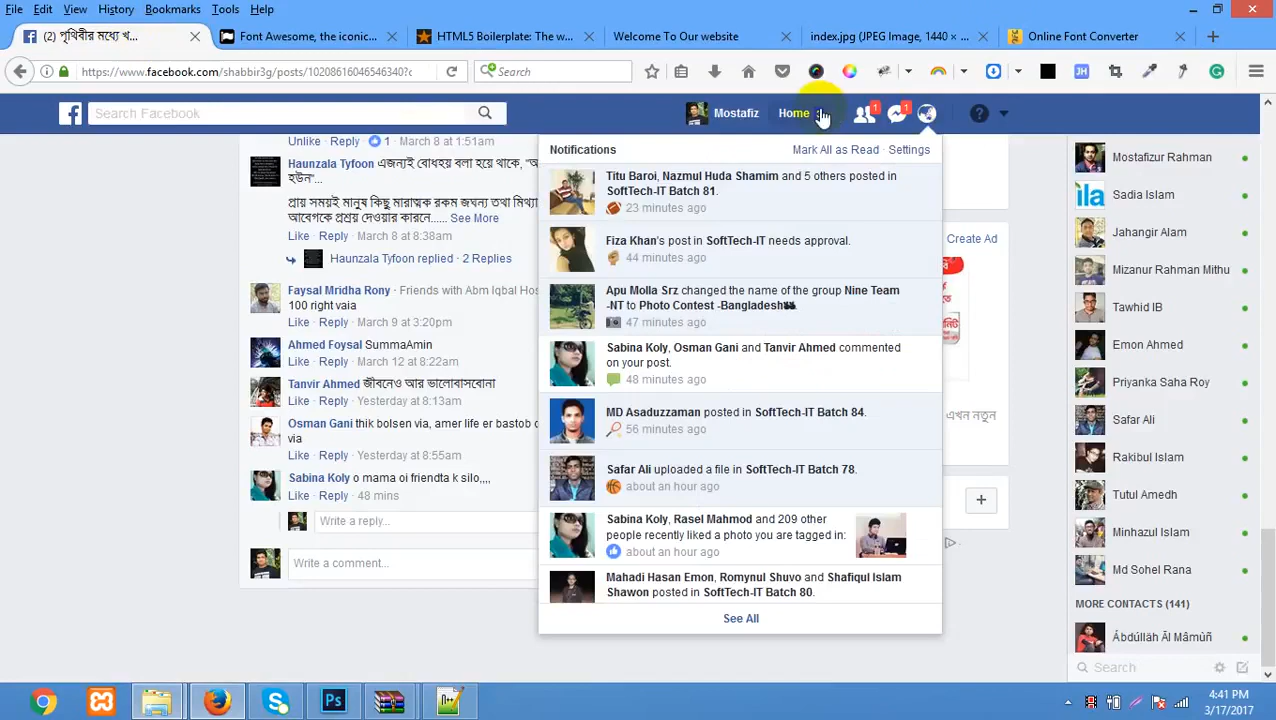 File Edit View History Bookmarks Tools Help
(2) পৃথিবীর মধ্যে খ...
Font Awesome, the iconic...
HTML5 Boilerplate: The w...
Welcome To Our website
index.jpg (JPEG Image, 1440 × ...
Online Font Converter
https://www.facebook.com/shabbir3g/posts/10208616046546340?c
Search
Search Facebook
Mostafiz Home
1
1
Unlike · Reply · 1 · March 8 at 1:51am
হউন"...
Like · Reply · March 8 at 8:38am
Haunzala Tyfoon replied · 2 Replies
Faysal Mridha Rony Friends with Abm Iqbal Hos
100 right vaia
Like · Reply · March 9 at 3:20pm
Ahmed Foysal SummaAmin
Like · Reply · March at 8:22am
Tanvir Ahmed জীবনেও আর ভালোবাসবোনা
Like · Reply · Yesterday at 8:13am
Osman Gani thik bolsen via, amer life er bastob
via
Like · Reply · Yesterday at 8:55am
Sabina Koly o mama oi friendta k silo,,,,
Like · Reply · 48 mins
Write a reply...
Write a comment...
Notifications
Mark All as Read · Settings
Titu Baroi, Nazmul Huda Shamim and 5 others posted in
SoftTech-IT Batch 81.
23 minutes ago
Fiza Khan's post in SoftTech-IT needs approval.
44 minutes ago
Apu Molla Srz changed the name of the group Nine Team
-NT to Photo Contest -Bangladesh
47 minutes ago
Sabina Koly, Osman Gani and Tanvir Ahmed commented
on your post.
48 minutes ago
MD Asaduzzaman posted in SoftTech-IT Batch 84.
56 minutes ago
Safar Ali uploaded a file in SoftTech-IT Batch 78.
about an hour ago
Sabina Koly, Rasel Mahmod and 209 other
people recently liked a photo you are tagged in:
about an hour ago
Mahadi Hasan Emon, Romynul Shuvo and Shafiqul Islam
Shawon posted in SoftTech-IT Batch 80.
See All
Create Ad
এখন নতুন
Mostafizur Rahman
Sadia Islam
Jahangir Alam
Mizanur Rahman Mithu
Tawhid IB
Emon Ahmed
Priyanka Saha Roy
Safar Ali
Rakibul Islam
Tutul Amedh
Minhazul Islam
Md Sohel Rana
MORE CONTACTS (141)
Ábdúlláh Āl Mâmûñ
Search
4:41 PM
3/17/2017